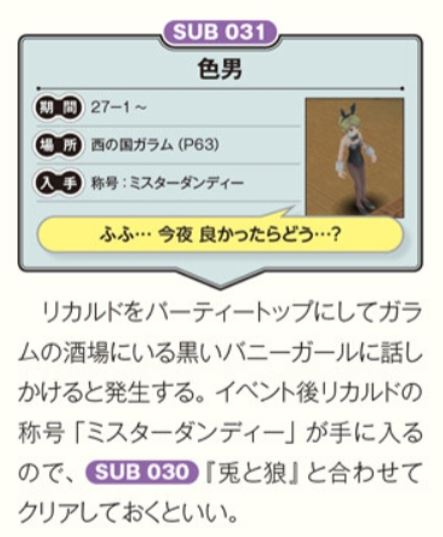 SUB 031
色男
期間 27−1～
場所 西の国ガラム（P63）
入手 称号：ミスターダンディー
ふふ… 今夜 良かったらどう…？
リカルドをパーティートップにしてガラ
ムの酒場にいる黒いバニーガールに話し
かけると発生する。イベント後リカルドの
称号「ミスターダンディー」が手に入る
ので、SUB 030『兎と狼』と合わせて
クリアしておくといい。